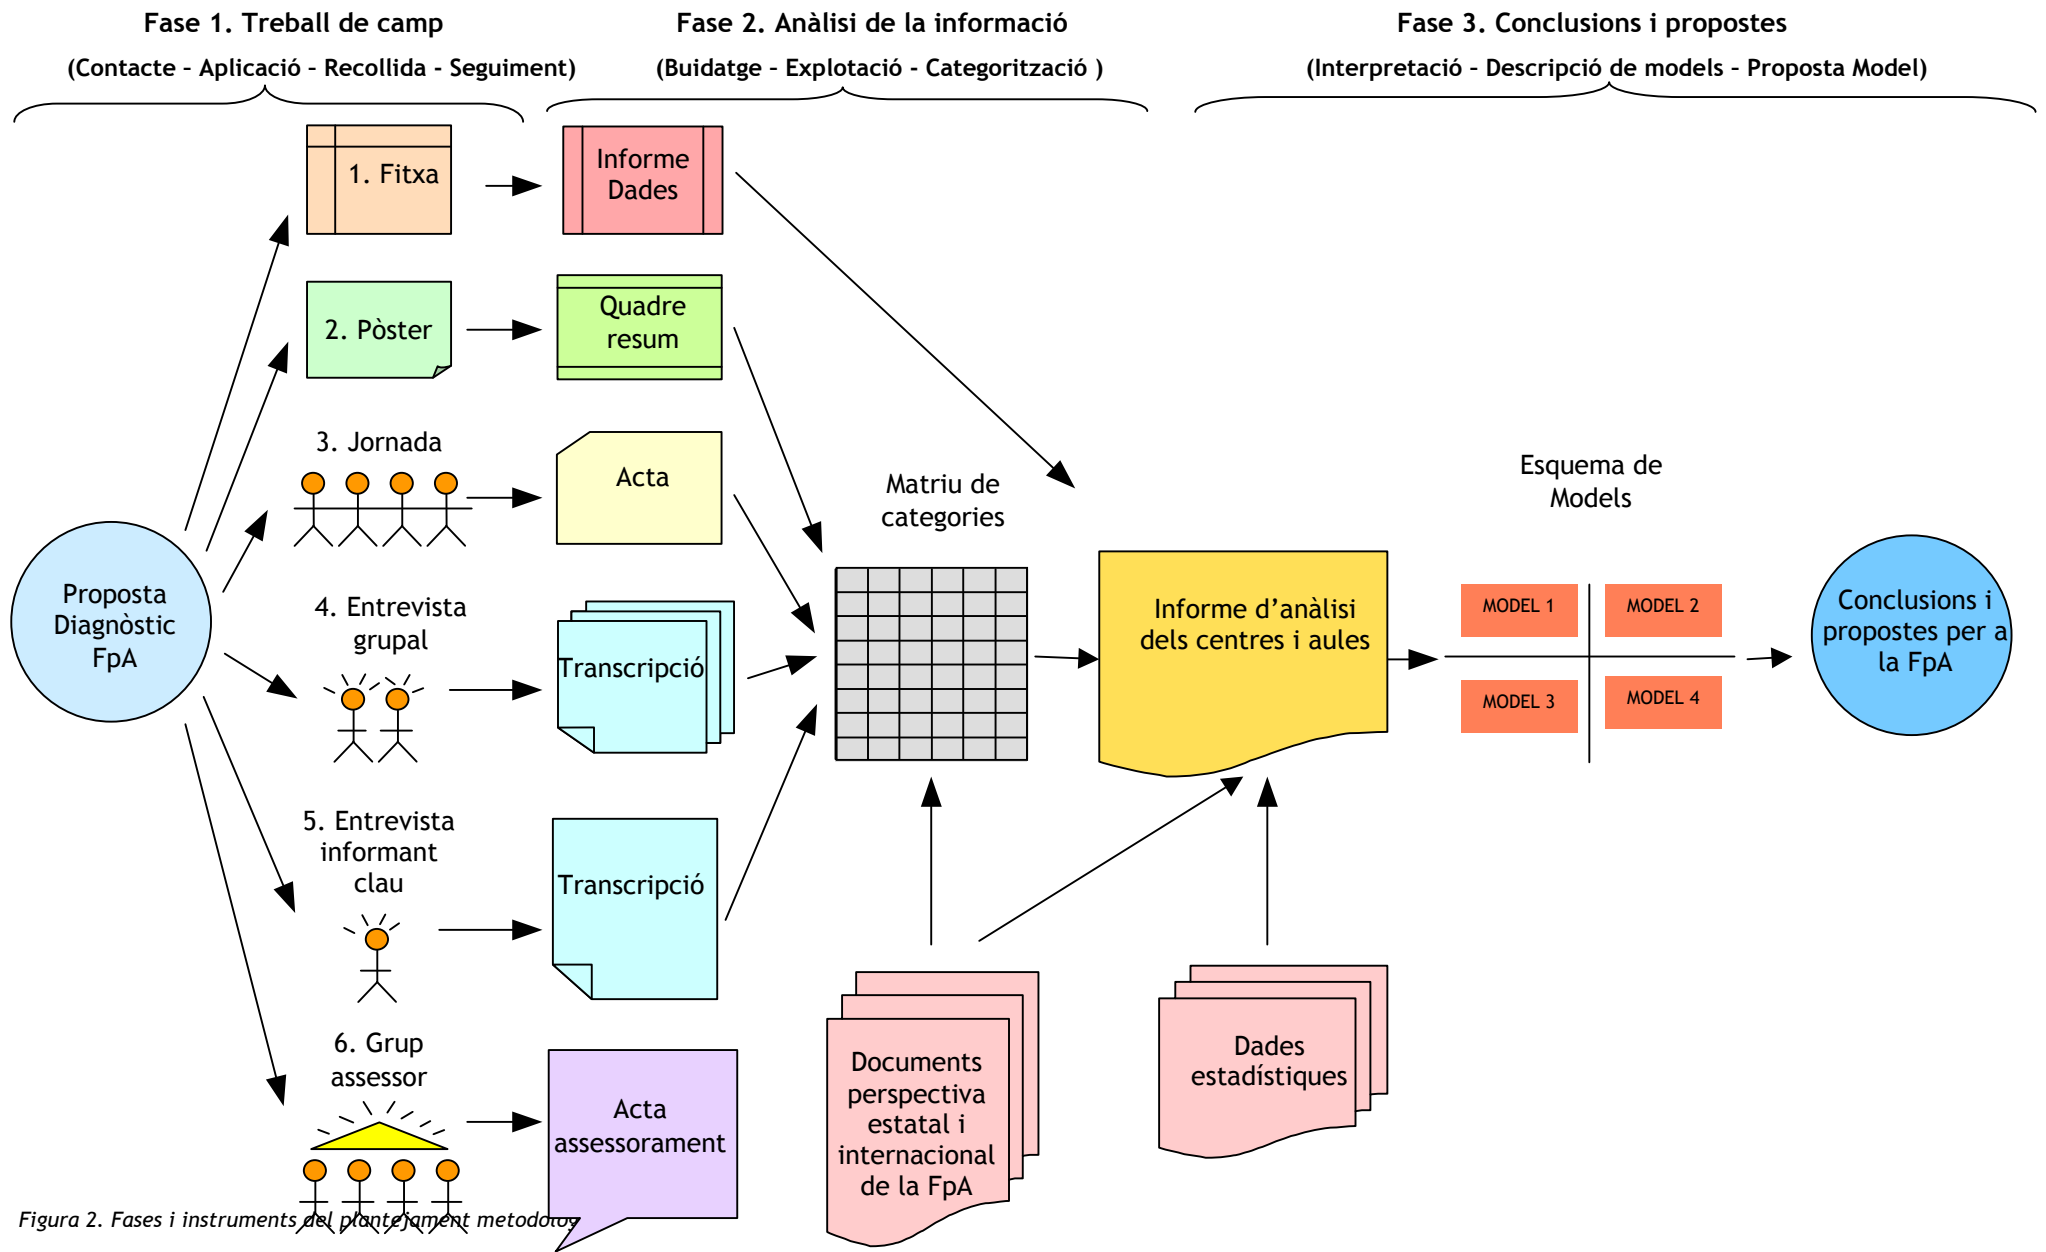 Fase 1. Treball de camp
(Contacte – Aplicació – Recollida - Seguiment)
Fase 2. Anàlisi de la informació
(Buidatge – Explotació - Categorització )
Fase 3. Conclusions i propostes
(Interpretació – Descripció de models – Proposta Model)
Proposta
Diagnòstic
FpA
1. Fitxa
Informe
Dades
2. Pòster
Quadre
resum
3. Jornada
Acta
4. Entrevista
grupal
Transcripció
5. Entrevista
informant
clau
Transcripció
6. Grup
assessor
Acta
assessorament
Matriu de
categories
Documents
perspectiva
estatal i
internacional
de la FpA
Informe d’anàlisi
dels centres i aules
Dades
estadístiques
Esquema de
Models
MODEL 1
MODEL 2
MODEL 3
MODEL 4
Conclusions i
propostes per a
la FpA
Figura 2. Fases i instruments del plantejament